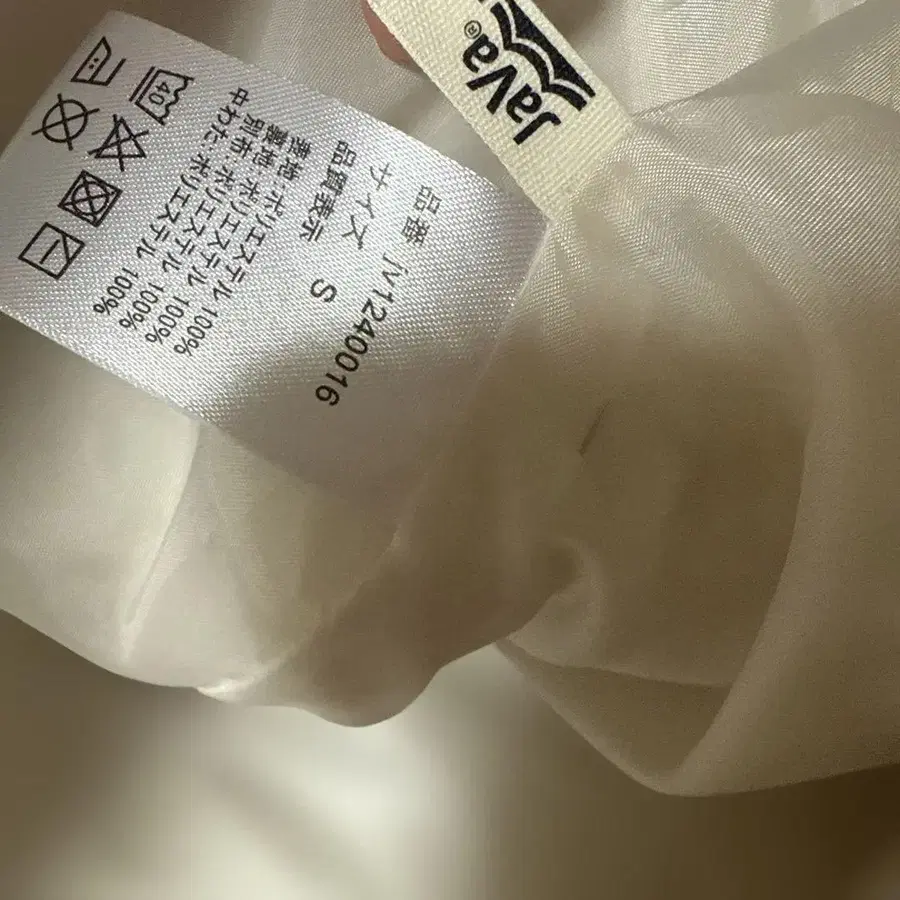 JaVa®
品番 jv1240016
サイズ S
品質表示
表地:ポリエステル 100%
裏地:ポリエステル 100%
別布:ポリエステル 100%
中わた:ポリエステル 100%
40